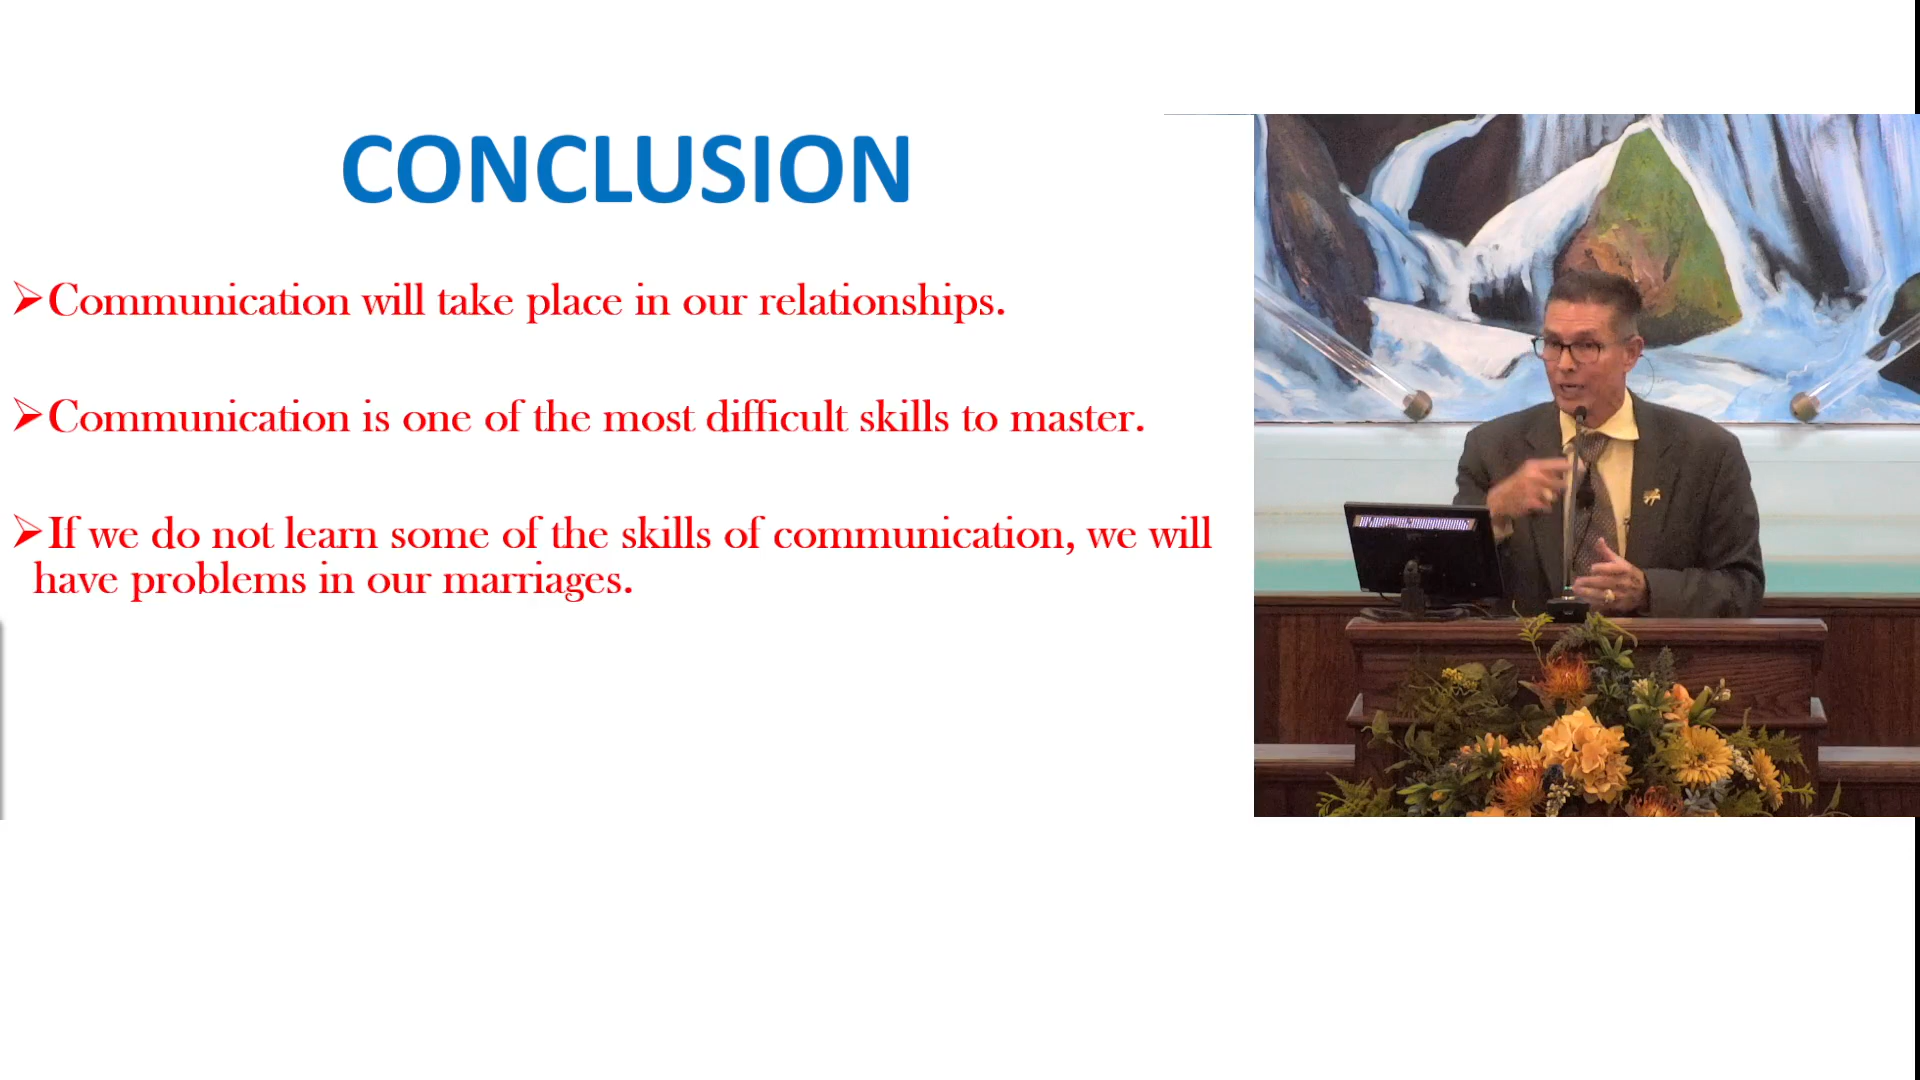 CONCLUSION
➢Communication will take place in our relationships.
➢Communication is one of the most difficult skills to master.
➢If we do not learn some of the skills of communication, we will
have problems in our marriages.